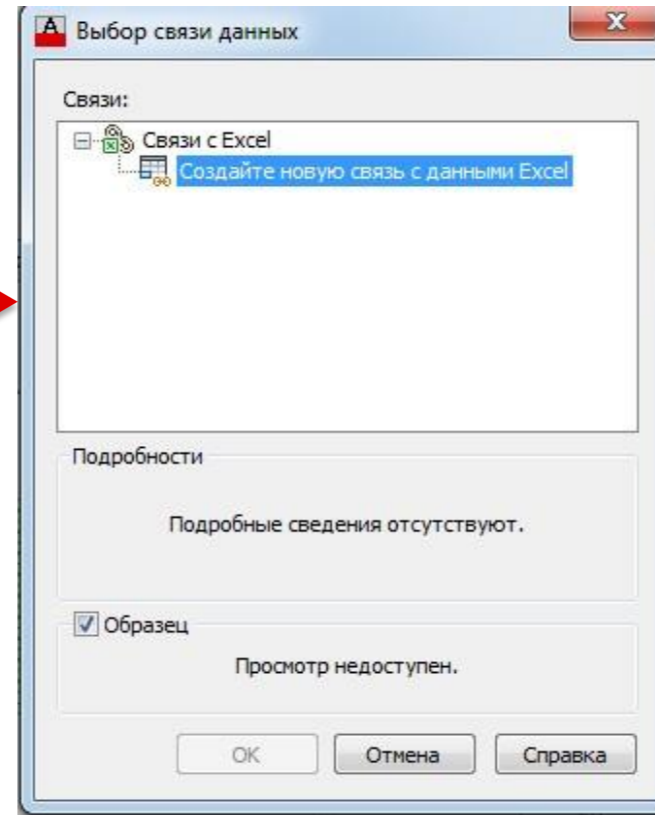 Выбор связи данных
Связи:
Связи с Excel
Создайте новую связь с данными Excel
Подробности
Подробные сведения отсутствуют.
Образец
Просмотр недоступен.
ОК
Отмена
Справка